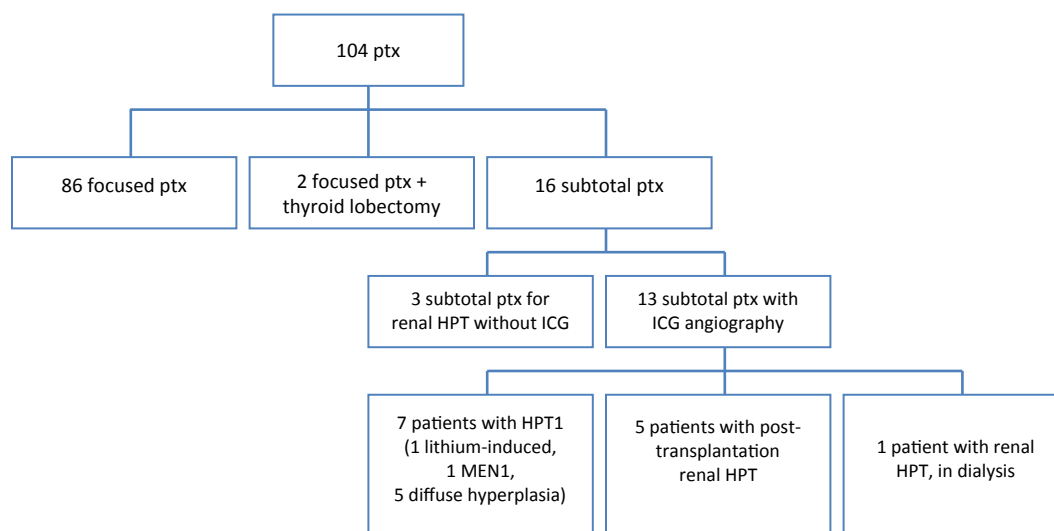 104 ptx
86 focused ptx
2 focused ptx +
thyroid lobectomy
16 subtotal ptx
3 subtotal ptx for
renal HPT without ICG
13 subtotal ptx with
ICG angiography
7 patients with HPT1
(1 lithium-induced,
1 MEN1,
5 diffuse hyperplasia)
5 patients with post-
transplantation
renal HPT
1 patient with renal
HPT, in dialysis